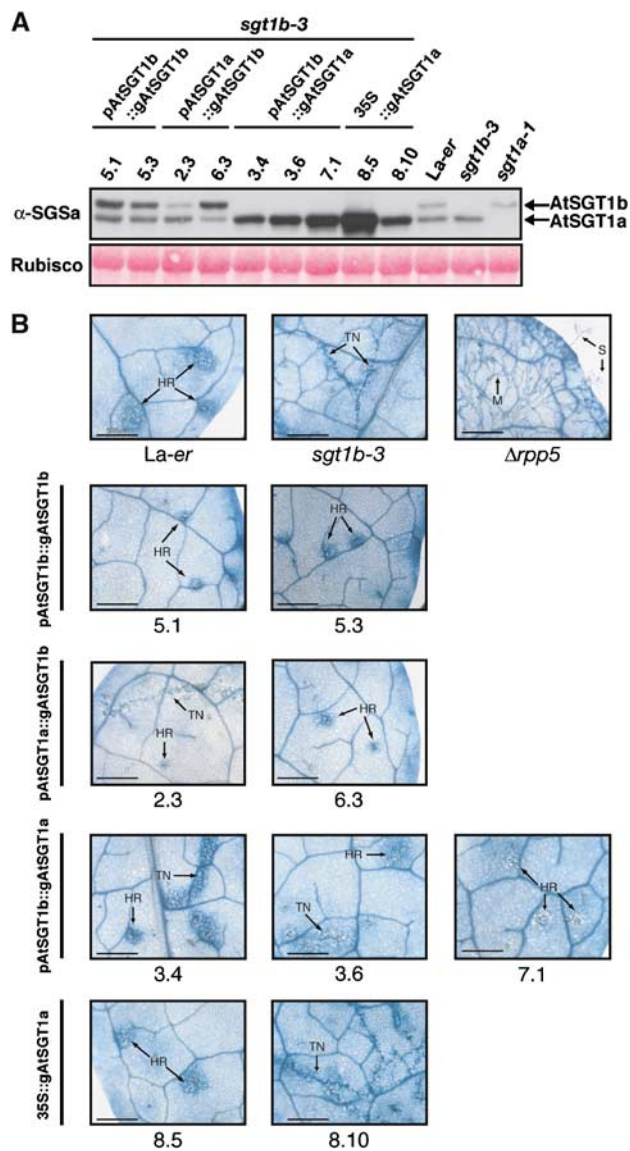 A
sgt1b-3
pAtSGT1b
::gAtSGT1b
pAtSGT1a
::gAtSGT1b
pAtSGT1b
::gAtSGT1a
35S
::gAtSGT1a
5.1 5.3 2.3 6.3 3.4 3.6 7.1 8.5 8.10 La-er sgt1b-3 sgt1a-1
α-SGSa
AtSGT1b
AtSGT1a
Rubisco
B
HR
TN
M
S
La-er sgt1b-3 Δrpp5
pAtSGT1b::gAtSGT1b
HR
HR
5.1 5.3
pAtSGT1a::gAtSGT1b
TN
HR
HR
2.3 6.3
pAtSGT1b::gAtSGT1a
TN
HR
HR
TN
HR
3.4 3.6 7.1
35S::gAtSGT1a
HR
TN
8.5 8.10